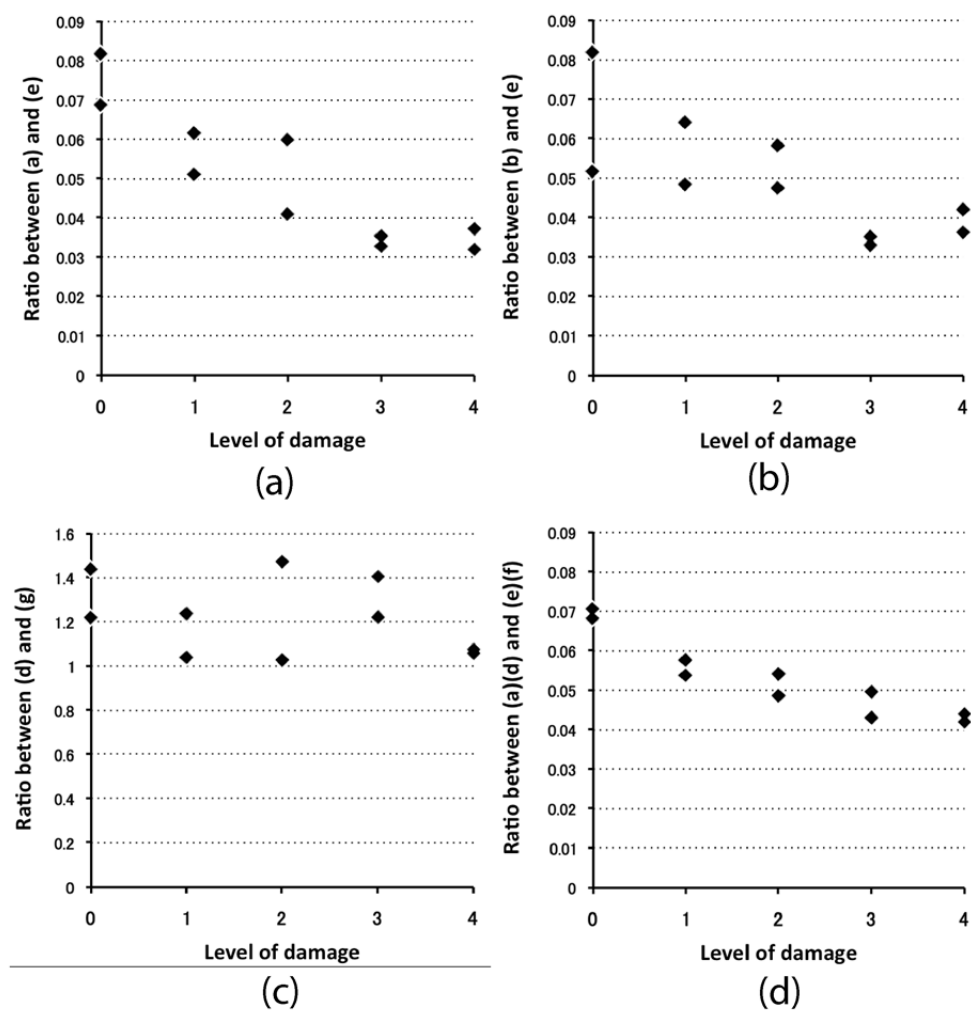 0.09
0.08
0.07
0.06
0.05
0.04
0.03
0.02
0.01
0
Ratio between (a) and (e)
0 1 2 3 4
Level of damage
(a)
0.09
0.08
0.07
0.06
0.05
0.04
0.03
0.02
0.01
0
Ratio between (b) and (e)
0 1 2 3 4
Level of damage
(b)
1.6
1.4
1.2
1
0.8
0.6
0.4
0.2
0
Ratio between (d) and (g)
0 1 2 3 4
Level of damage
(c)
0.09
0.08
0.07
0.06
0.05
0.04
0.03
0.02
0.01
0
Ratio between (a)(d) and (e)(f)
0 1 2 3 4
Level of damage
(d)